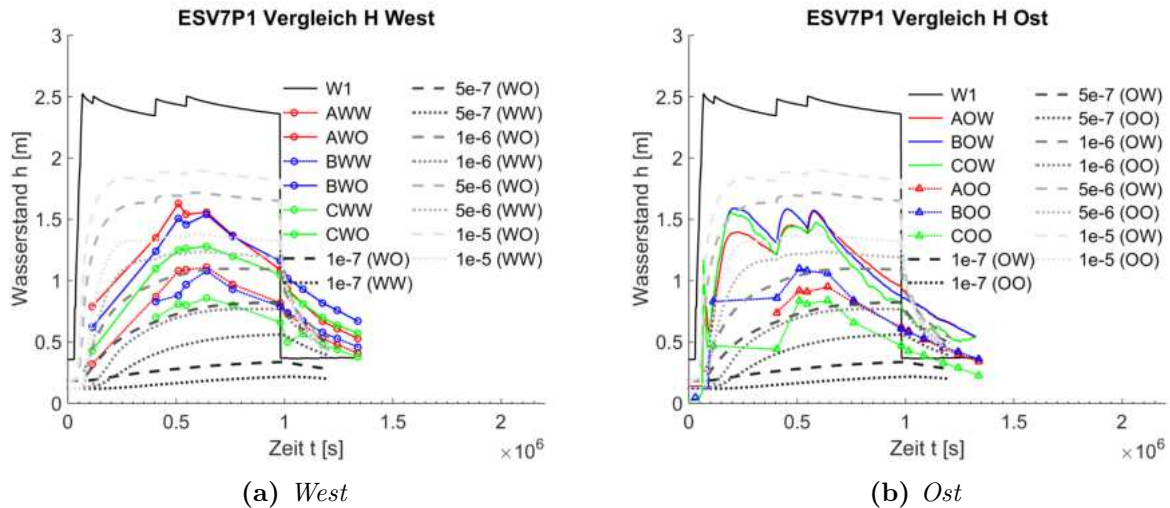 ESV7P1 Vergleich H West
3
2.5
2
1.5
1
0.5
0
Wasserstand h [m]
W1
AWW
AWO
BWW
BWO
CWW
CWO
1e-7 (WO)
1e-7 (WW)
5e-7 (WO)
5e-7 (WW)
1e-6 (WO)
1e-6 (WW)
5e-6 (WO)
5e-6 (WW)
1e-5 (WO)
1e-5 (WW)
0 0.5 1 1.5 2
Zeit t [s]
×10^6
(a) West
ESV7P1 Vergleich H Ost
3
2.5
2
1.5
1
0.5
0
Wasserstand h [m]
W1
AOW
BOW
COW
AOO
BOO
COO
1e-7 (OW)
1e-7 (OO)
5e-7 (OW)
5e-7 (OO)
1e-6 (OW)
1e-6 (OO)
5e-6 (OW)
5e-6 (OO)
1e-5 (OW)
1e-5 (OO)
0 0.5 1 1.5 2
Zeit t [s]
×10^6
(b) Ost